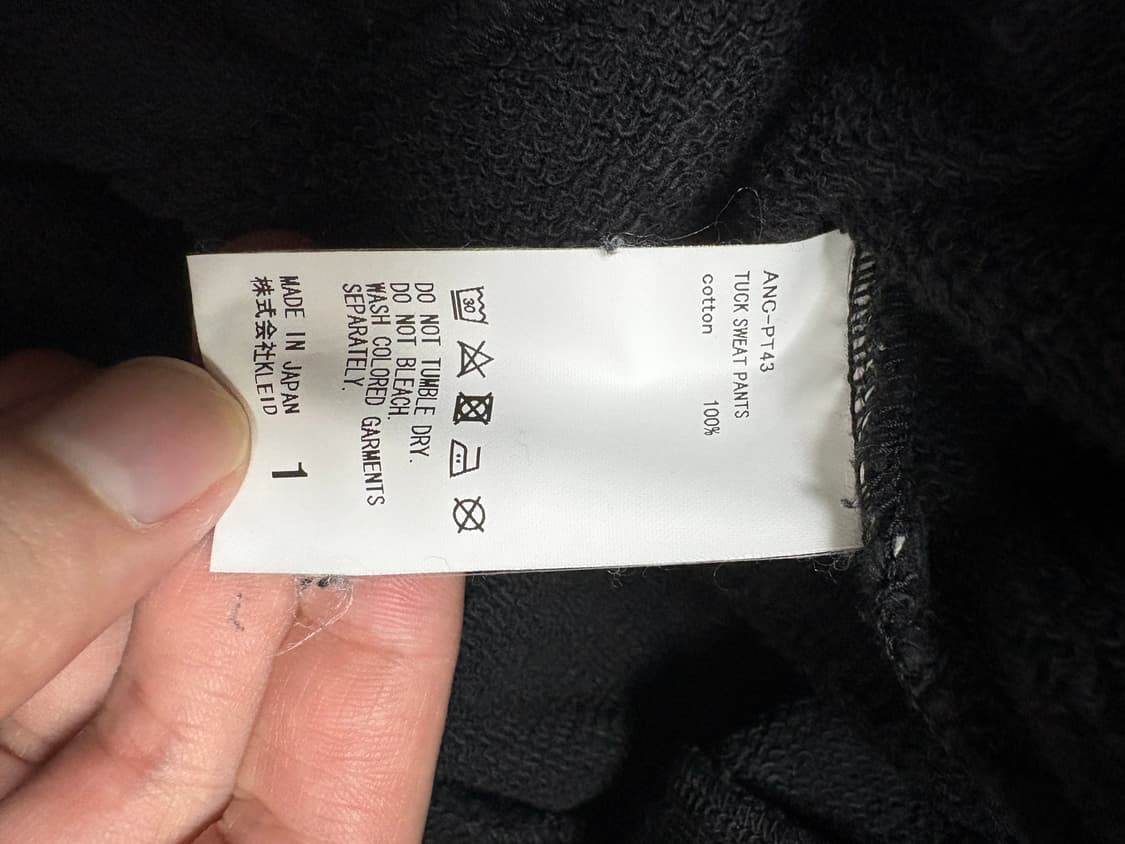 ANC-PT43
TUCK SWEAT PANTS
cotton 100%
30
DO NOT TUMBLE DRY.
DO NOT BLEACH.
WASH COLORED GARMENTS
SEPARATELY.
MADE IN JAPAN
株式会社KLEID 1